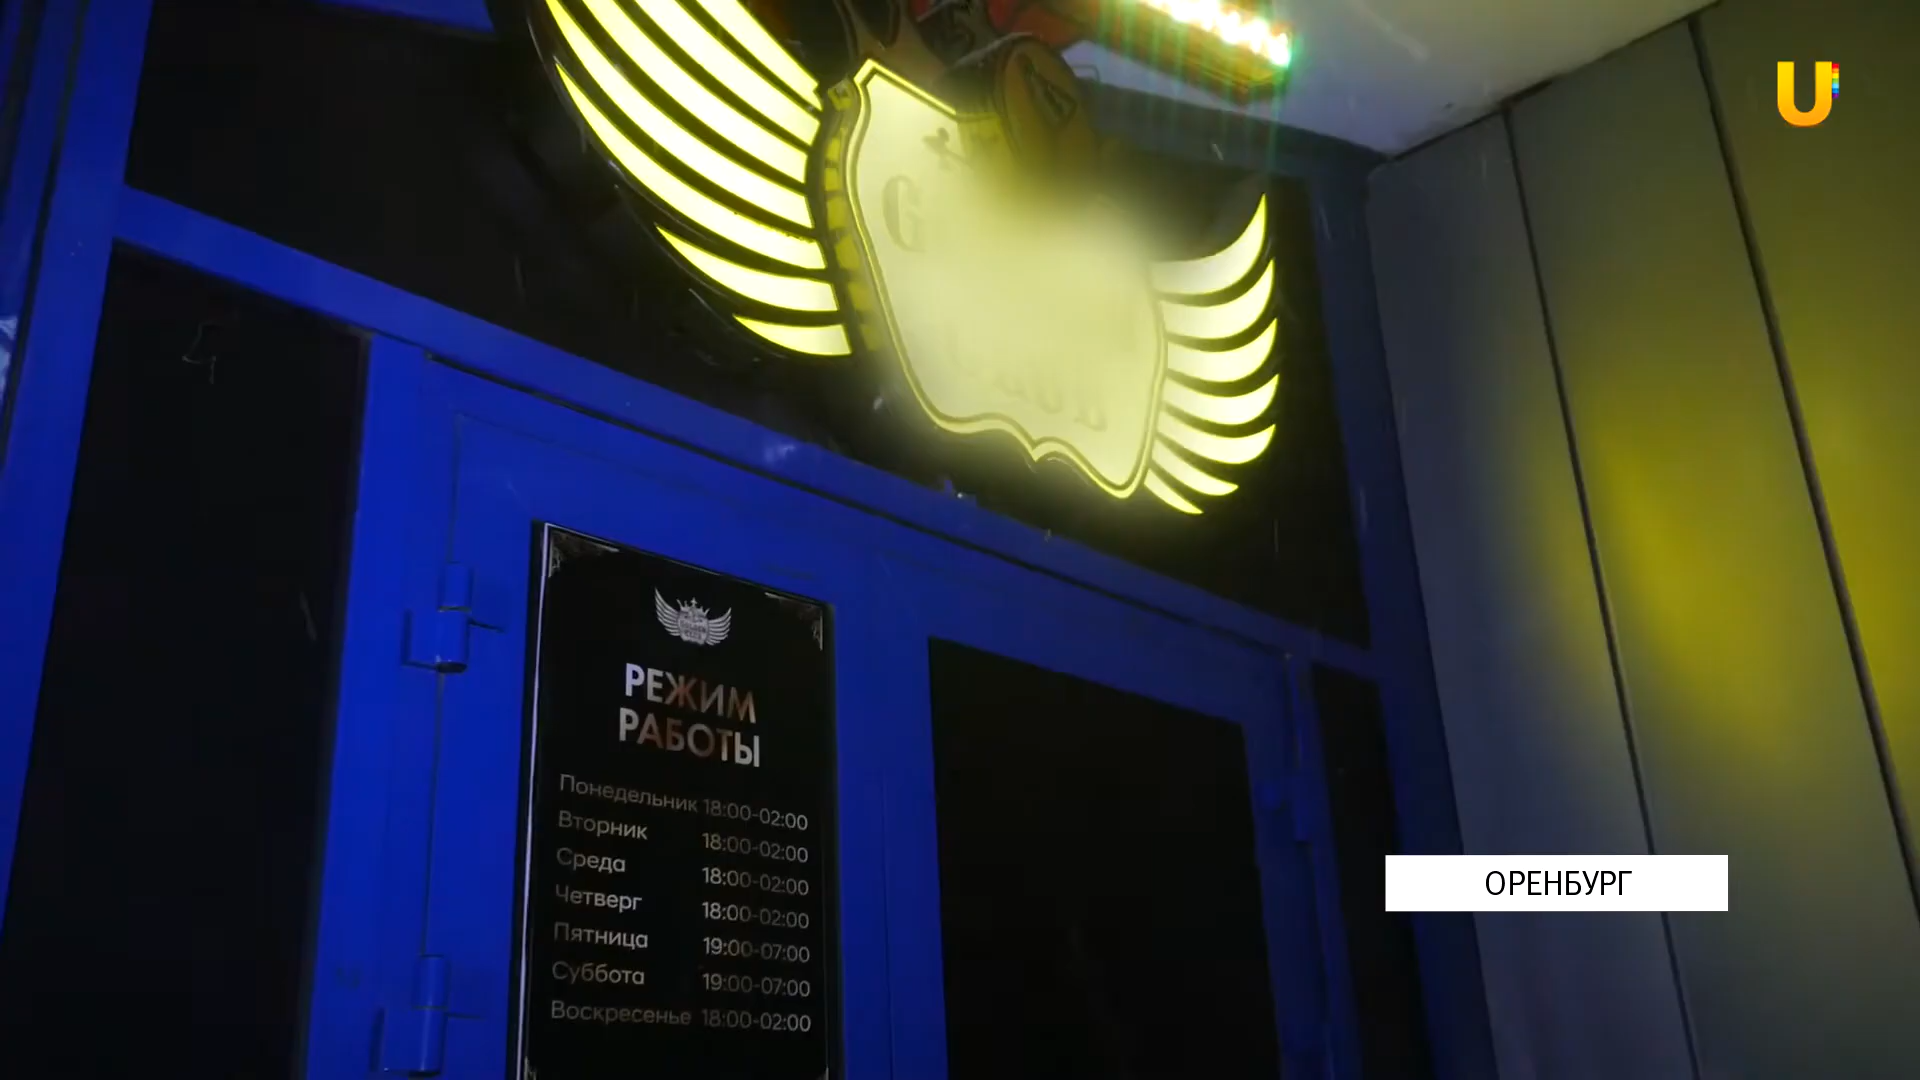 U
РЕЖИМ
РАБОТЫ
Понедельник 18:00-02:00
Вторник 18:00-02:00
Среда 18:00-02:00
Четверг 18:00-02:00
Пятница 19:00-07:00
Суббота 19:00-07:00
Воскресенье 18:00-02:00
ОРЕНБУРГ